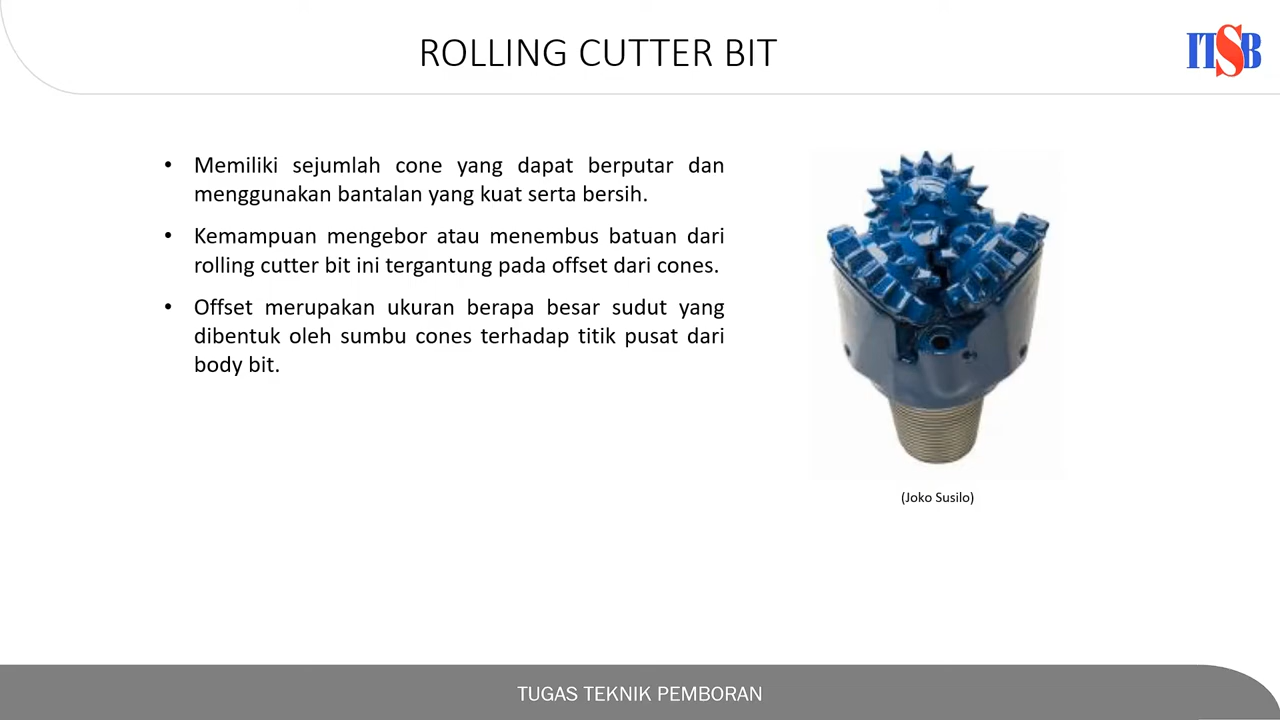 ROLLING CUTTER BIT
ITSB
• Memiliki sejumlah cone yang dapat berputar dan
menggunakan bantalan yang kuat serta bersih.
• Kemampuan mengebor atau menembus batuan dari
rolling cutter bit ini tergantung pada offset dari cones.
• Offset merupakan ukuran berapa besar sudut yang
dibentuk oleh sumbu cones terhadap titik pusat dari
body bit.
(Joko Susilo)
TUGAS TEKNIK PEMBORAN